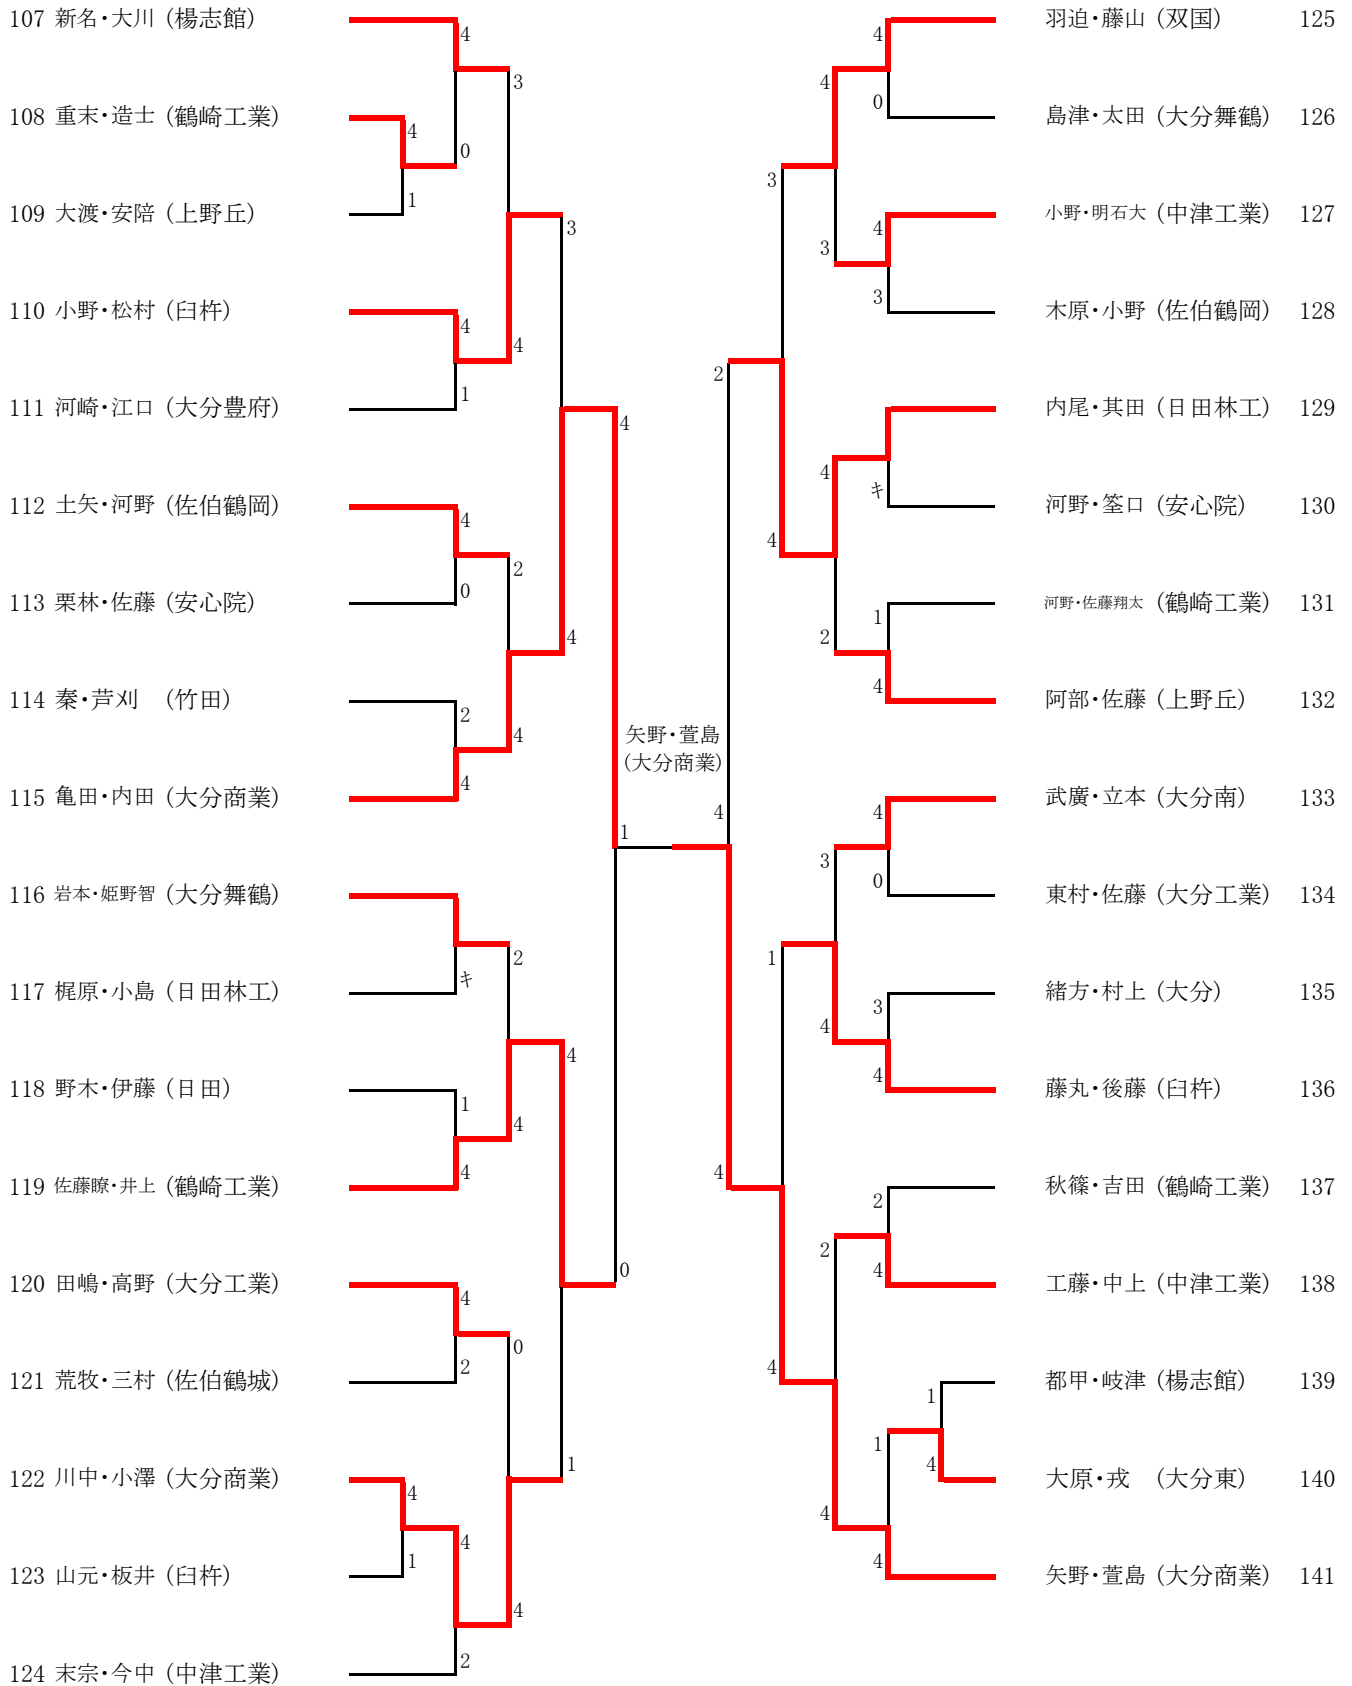 107 新名・大川 (楊志館)
108 重末・造士 (鶴崎工業)
109 大渡・安陪 (上野丘)
110 小野・松村 (臼杵)
111 河崎・江口 (大分豊府)
112 土矢・河野 (佐伯鶴岡)
113 栗林・佐藤 (安心院)
114 秦・芦刈 (竹田)
115 亀田・内田 (大分商業)
116 岩本・姫野智 (大分舞鶴)
117 梶原・小島 (日田林工)
118 野木・伊藤 (日田)
119 佐藤瞭・井上 (鶴崎工業)
120 田嶋・高野 (大分工業)
121 荒牧・三村 (佐伯鶴城)
122 川中・小澤 (大分商業)
123 山元・板井 (臼杵)
124 末宗・今中 (中津工業)
4
0
4
1
4
1
4
0
2
4
キ
1
4
4
2
4
1
4
2
3
4
2
4
2
4
0
4
3
4
4
1
4
0
1
矢野・萱島
(大分商業)
4
2
4
3
4
1
4
4
3
4
2
3
4
2
4
4
0
4
3
キ
1
4
4
0
3
4
2
4
1
4
1
4
羽迫・藤山 (双国) 125
島津・太田 (大分舞鶴) 126
小野・明石大 (中津工業) 127
木原・小野 (佐伯鶴岡) 128
内尾・其田 (日田林工) 129
河野・筌口 (安心院) 130
河野・佐藤翔太 (鶴崎工業) 131
阿部・佐藤 (上野丘) 132
武廣・立本 (大分南) 133
東村・佐藤 (大分工業) 134
緒方・村上 (大分) 135
藤丸・後藤 (臼杵) 136
秋篠・吉田 (鶴崎工業) 137
工藤・中上 (中津工業) 138
都甲・岐津 (楊志館) 139
大原・戎 (大分東) 140
矢野・萱島 (大分商業) 141